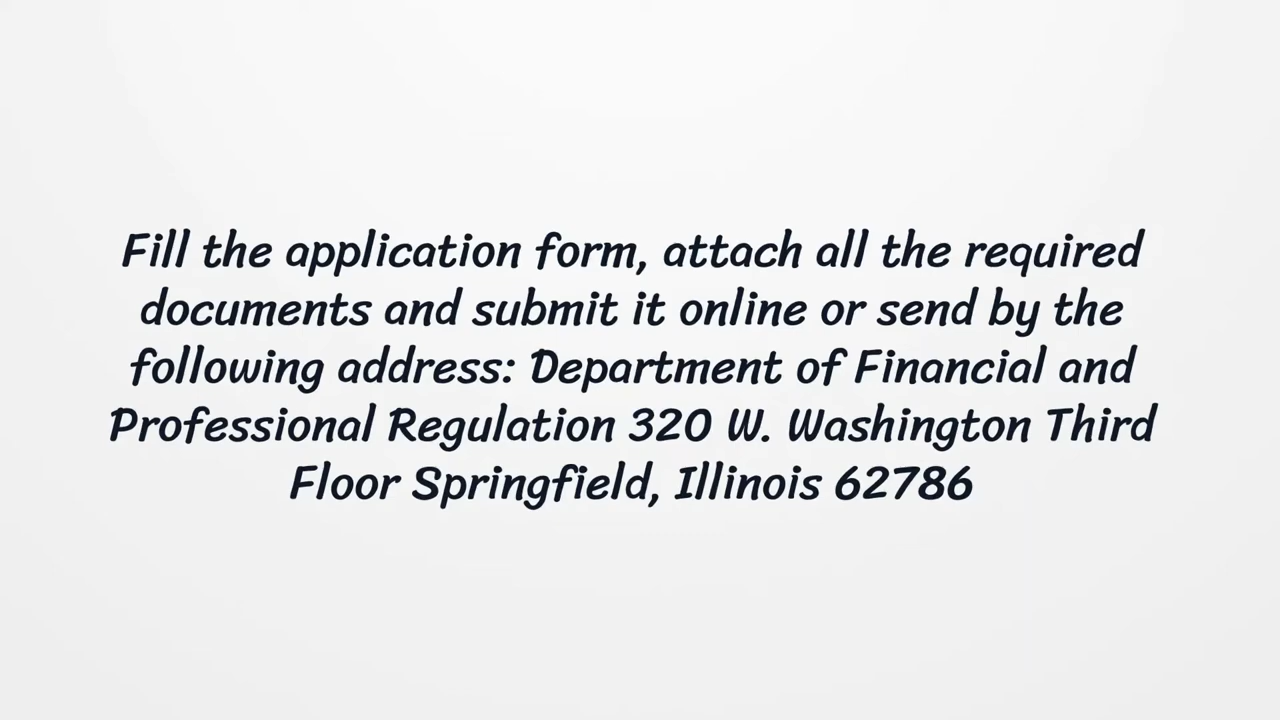 Fill the application form, attach all the required
documents and submit it online or send by the
following address: Department of Financial and
Professional Regulation 320 W. Washington Third
Floor Springfield, Illinois 62786